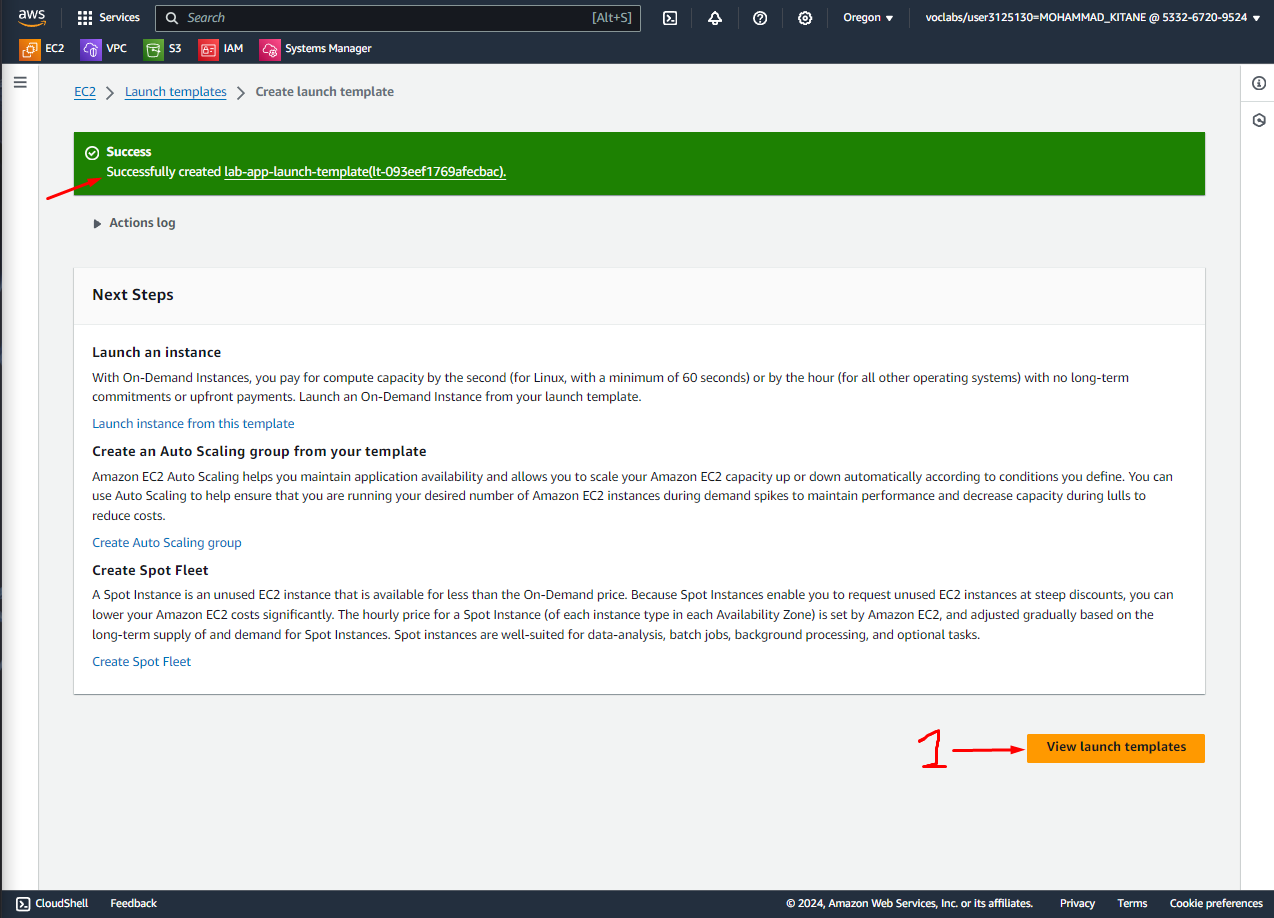 aws
Services
Search
[Alt+S]
Oregon
voclabs/user3125130=MOHAMMAD_KITANE @ 5332-6720-9524
EC2
VPC
S3
IAM
Systems Manager
EC2 > Launch templates > Create launch template
Success
Successfully created lab-app-launch-template(lt-093eef1769afecbac).
Actions log
Next Steps
Launch an instance
With On-Demand Instances, you pay for compute capacity by the second (for Linux, with a minimum of 60 seconds) or by the hour (for all other operating systems) with no long-term
commitments or upfront payments. Launch an On-Demand Instance from your launch template.
Launch instance from this template
Create an Auto Scaling group from your template
Amazon EC2 Auto Scaling helps you maintain application availability and allows you to scale your Amazon EC2 capacity up or down automatically according to conditions you define. You can
use Auto Scaling to help ensure that you are running your desired number of Amazon EC2 instances during demand spikes to maintain performance and decrease capacity during lulls to
reduce costs.
Create Auto Scaling group
Create Spot Fleet
A Spot Instance is an unused EC2 instance that is available for less than the On-Demand price. Because Spot Instances enable you to request unused EC2 instances at steep discounts, you can
lower your Amazon EC2 costs significantly. The hourly price for a Spot Instance (of each instance type in each Availability Zone) is set by Amazon EC2, and adjusted gradually based on the
long-term supply of and demand for Spot Instances. Spot instances are well-suited for data-analysis, batch jobs, background processing, and optional tasks.
Create Spot Fleet
1
View launch templates
CloudShell
Feedback
© 2024, Amazon Web Services, Inc. or its affiliates.
Privacy
Terms
Cookie preferences